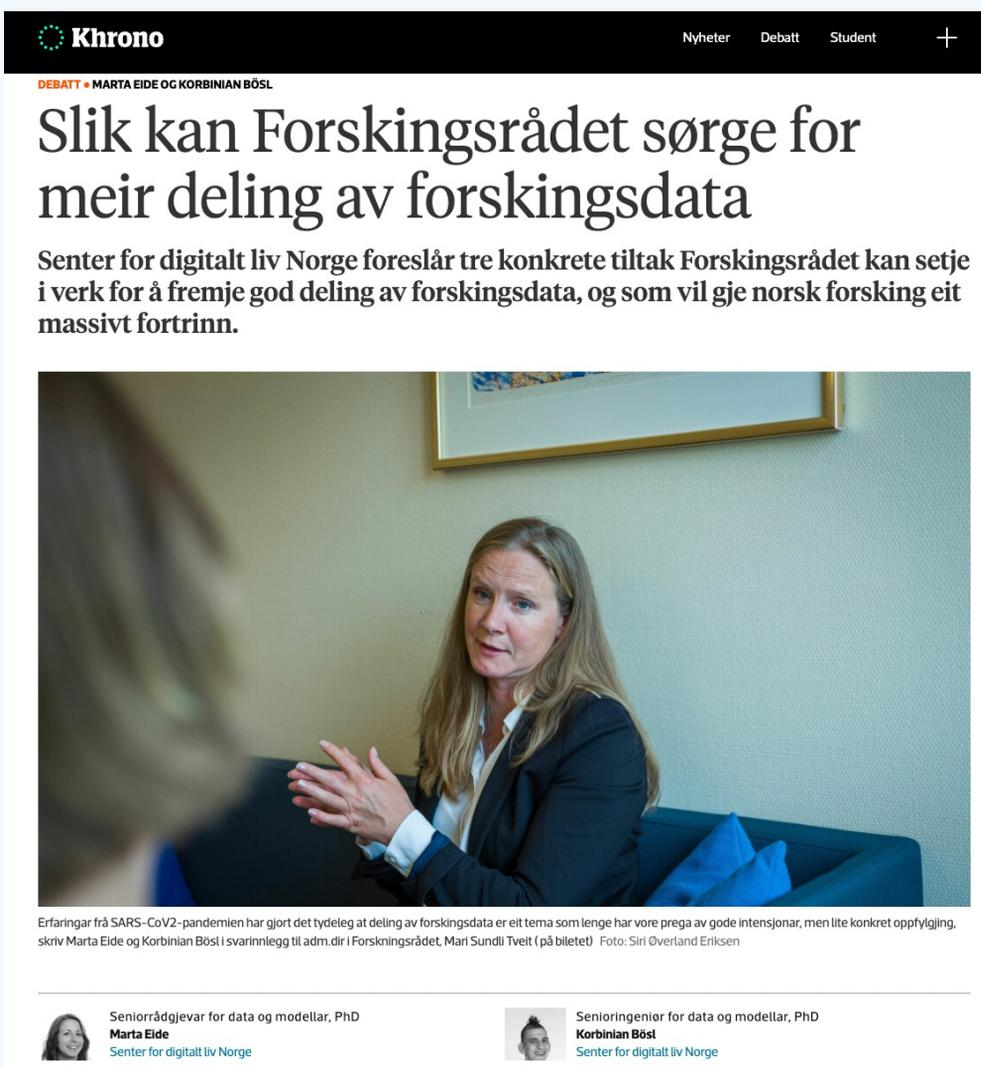 Khrono
Nyheter Debatt Student
DEBATT • MARTA EIDE OG KORBINIAN BÖSL
Slik kan Forskingsrådet sørge for
meir deling av forskingsdata
Senter for digitalt liv Norge foreslår tre konkrete tiltak Forskingsrådet kan setje
i verk for å fremje god deling av forskingsdata, og som vil gje norsk forsking eit
massivt fortrinn.
Erfaringar frå SARS-CoV2-pandemien har gjort det tydeleg at deling av forskingsdata er eit tema som lenge har vore prega av gode intensjonar, men lite konkret oppfylgjing,
skriv Marta Eide og Korbinian Bösl i svarinnlegg til adm.dir i Forskningsrådet, Mari Sundli Tveit ( på biletet) Foto: Siri Øverland Eriksen
Seniorrådgjevar for data og modellar, PhD
Marta Eide
Senter for digitalt liv Norge
Senioringeniør for data og modellar, PhD
Korbinian Bösl
Senter for digitalt liv Norge